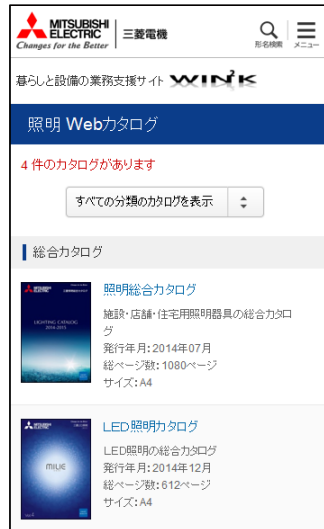 MITSUBISHI
ELECTRIC
Changes for the Better
三菱電機
形名検索
メニュー
暮らしと設備の業務支援サイト WIN²K
照明 Webカタログ
4 件のカタログがあります
すべての分類のカタログを表示
総合カタログ
照明総合カタログ
施設・店舗・住宅用照明器具の総合カタロ
グ
発行年月:2014年07月
総ページ数:1080ページ
サイズ:A4
LIGHTING CATALOG
2014-2015
LED照明カタログ
LED照明の総合カタログ
発行年月:2014年12月
総ページ数:612ページ
サイズ:A4
MILIE